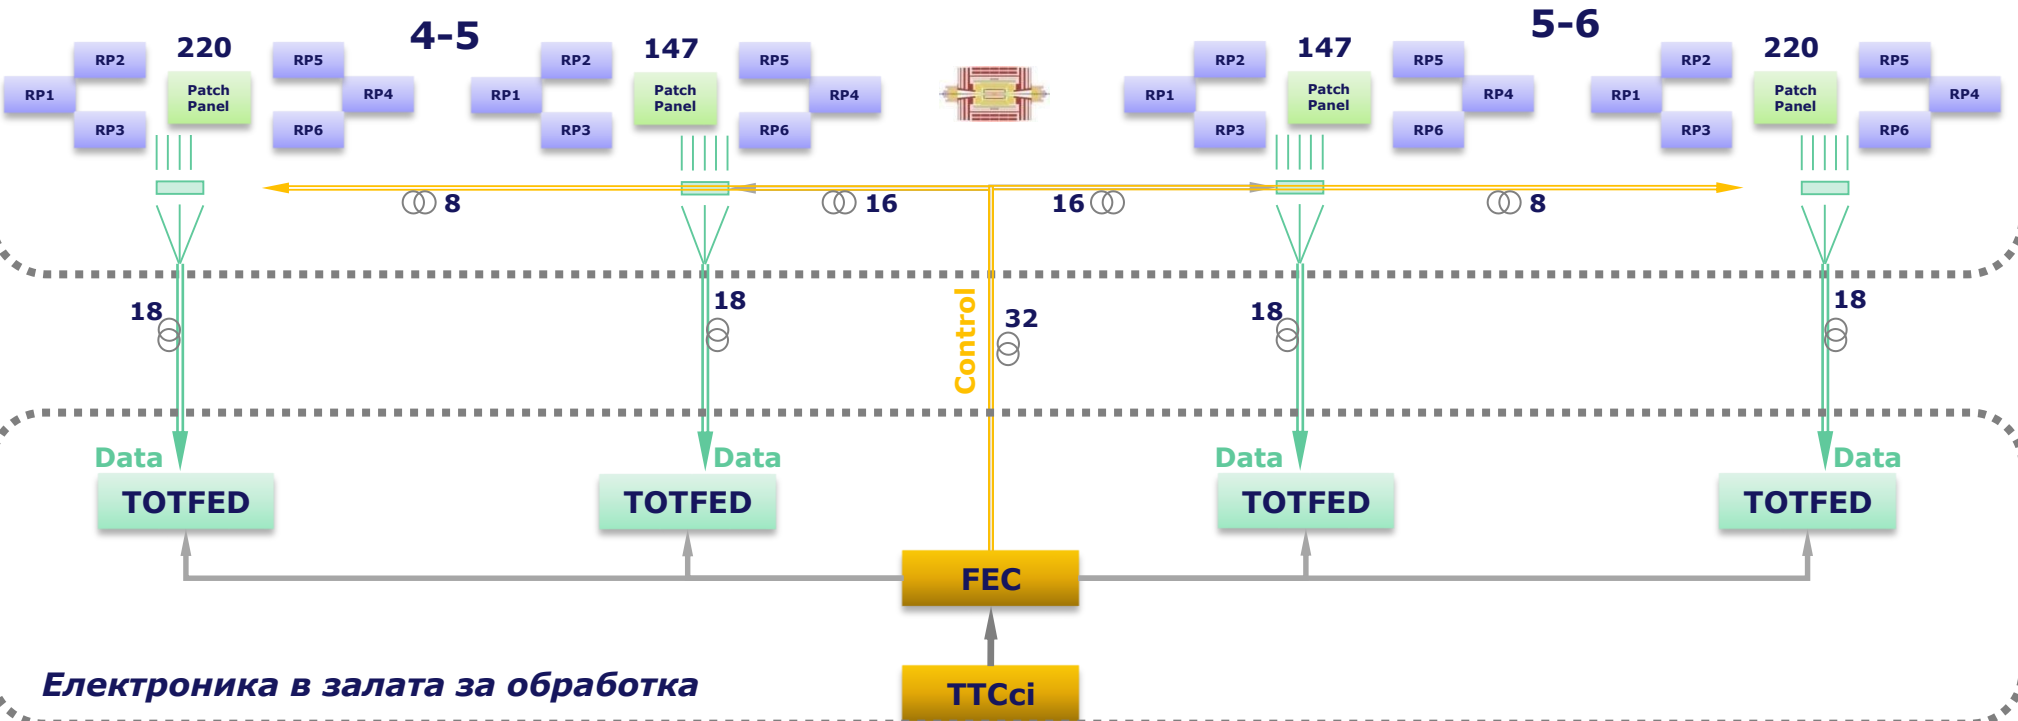 4-5
5-6
220
147
147
220
RP2
RP5
RP2
RP5
RP2
RP5
RP2
RP5
RP1
Patch
Panel
RP4
RP1
Patch
Panel
RP4
RP1
Patch
Panel
RP4
RP1
Patch
Panel
RP4
RP3
RP6
RP3
RP6
RP3
RP6
RP3
RP6
8
16
16
8
18
18
Control
32
18
18
Data
Data
Data
Data
TOTFED
TOTFED
TOTFED
TOTFED
FEC
Електроника в залата за обработка
TTCci